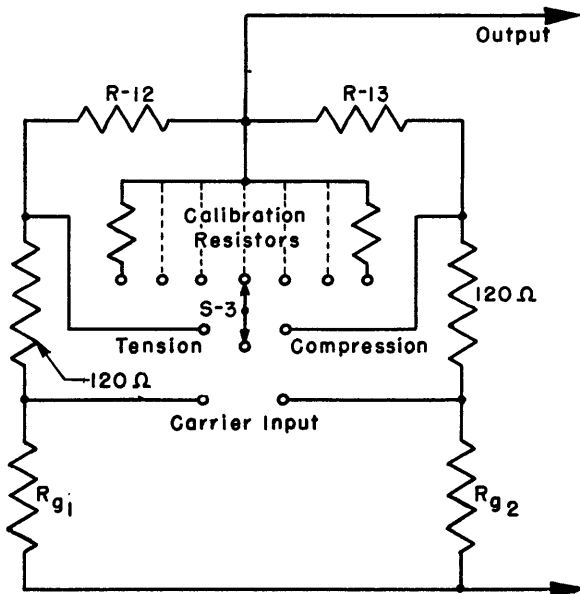 Output
R-12
R-13
Calibration
Resistors
S-3
120 Ω
Tension
Compression
120 Ω
Carrier Input
Rg1
Rg2